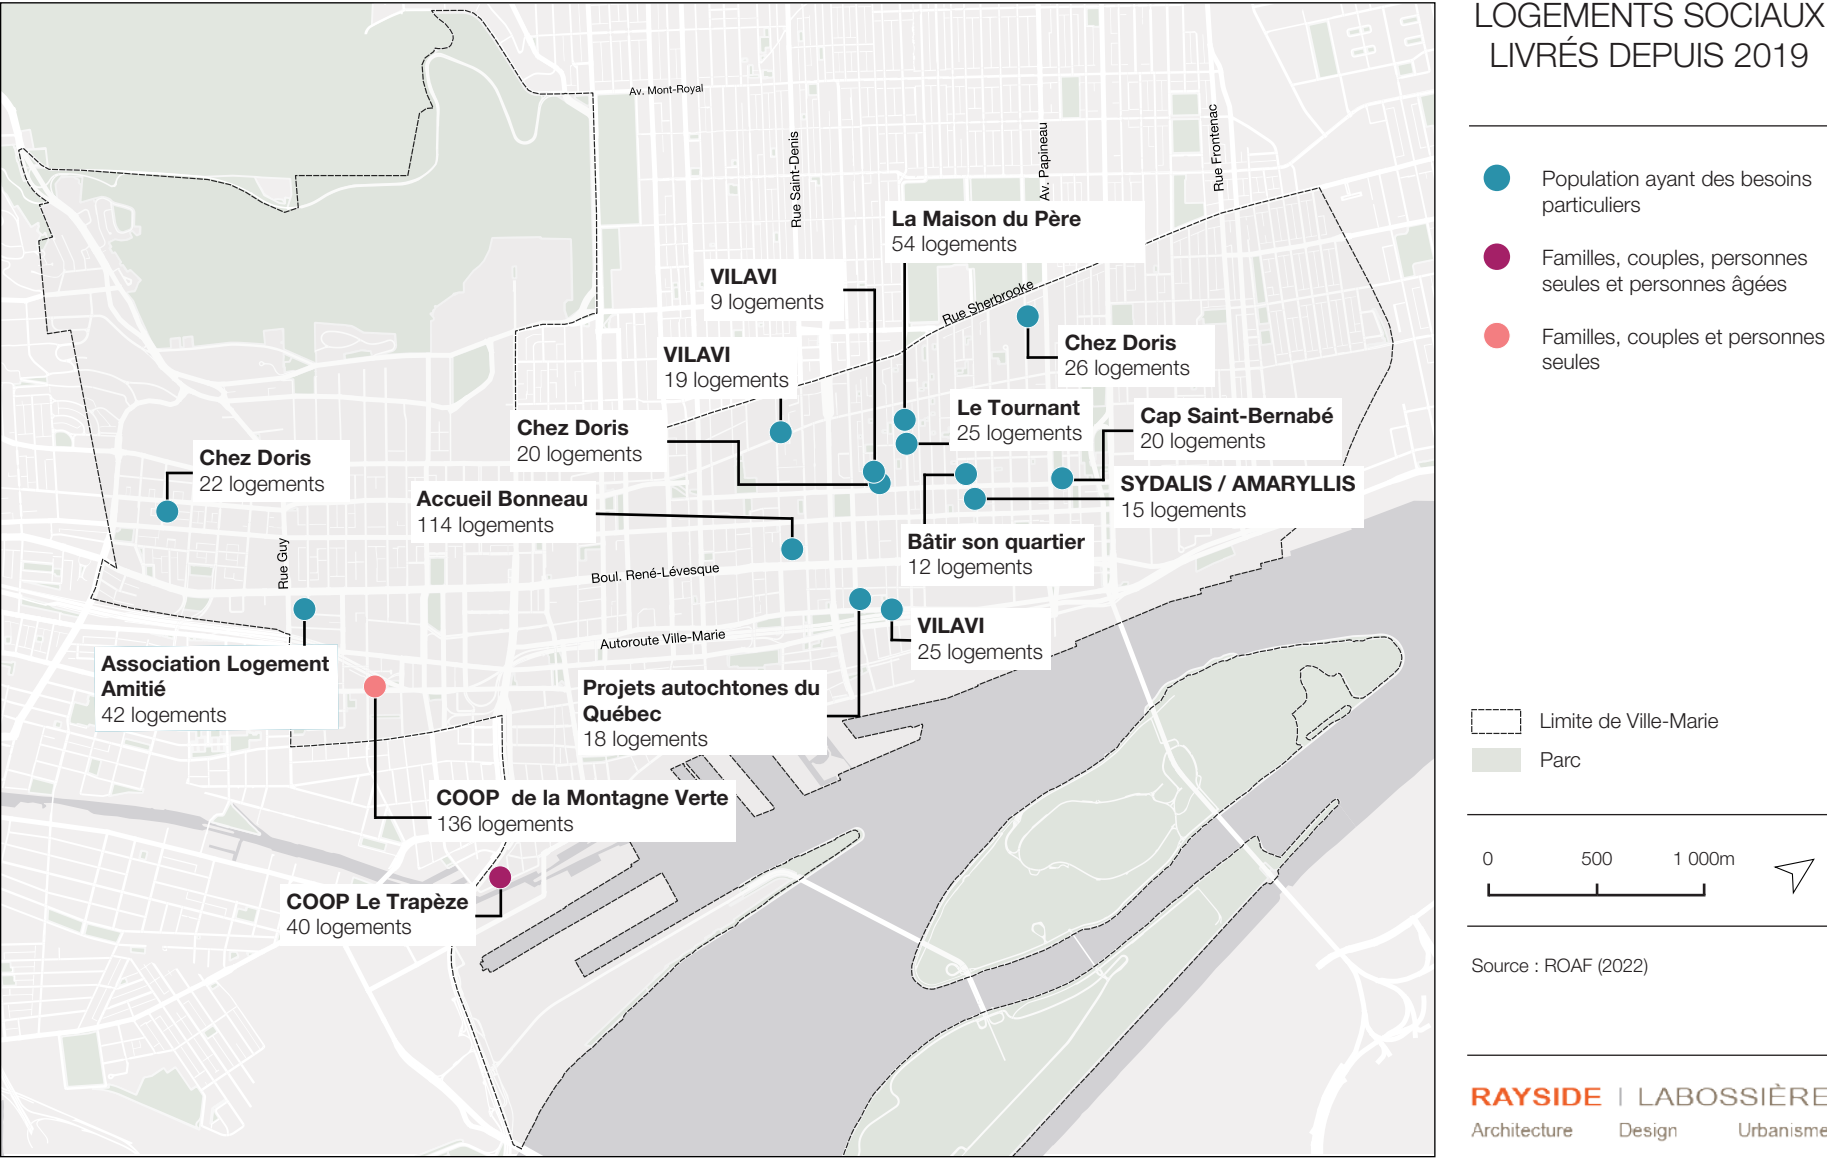 LOGEMENTS SOCIAUX
LIVRÉS DEPUIS 2019
Population ayant des besoins
particuliers
Familles, couples, personnes
seules et personnes âgées
Familles, couples et personnes
seules
Limite de Ville-Marie
Parc
0 500 1 000m
Source : ROAF (2022)
RAYSIDE | LABOSSIÈRE
Architecture Design Urbanisme
Av. Mont-Royal
Rue Saint-Denis
Av. Papineau
Rue Frontenac
Rue Sherbrooke
Rue Guy
Boul. René-Lévesque
Autoroute Ville-Marie
La Maison du Père
54 logements
VILAVI
9 logements
VILAVI
19 logements
Chez Doris
26 logements
Chez Doris
20 logements
Le Tournant
25 logements
Cap Saint-Bernabé
20 logements
Chez Doris
22 logements
Accueil Bonneau
114 logements
SYDALIS / AMARYLLIS
15 logements
Bâtir son quartier
12 logements
VILAVI
25 logements
Association Logement
Amitié
42 logements
Projets autochtones du
Québec
18 logements
COOP de la Montagne Verte
136 logements
COOP Le Trapèze
40 logements